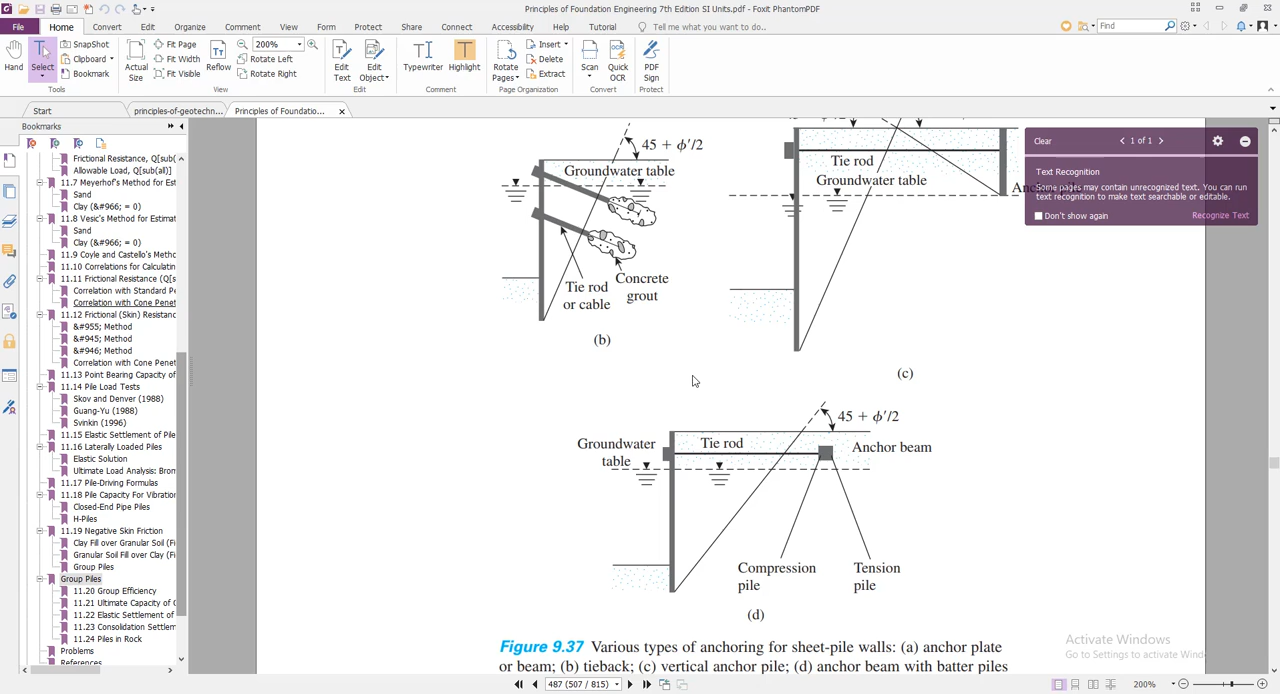 Principles of Foundation Engineering 7th Edition SI Units.pdf - Foxit PhantomPDF
File Home Convert Edit Organize Comment View Form Protect Share Connect Accessibility Help Tutorial Tell me what you want to do... Find
Hand
Select
SnapShot
Clipboard
Bookmark
Tools
Actual
Size
Fit Page
Fit Width
Fit Visible
Reflow
200%
Rotate Left
Rotate Right
View
Edit
Text
Edit
Object
Edit
Typewriter
Highlight
Comment
Rotate
Pages
Insert
Delete
Extract
Page Organization
Scan
Quick
OCR
Convert
PDF
Sign
Protect
Start principles-of-geotechn... Principles of Foundatio...
Bookmarks
Frictional Resistance, Q[sub(
Allowable Load, Q[sub(all)]
11.7 Meyerhof's Method for Est
Sand
Clay (&#966; = 0)
11.8 Vesic's Method for Estimat
Sand
Clay (&#966; = 0)
11.9 Coyle and Castello's Metho
11.10 Correlations for Calculatin
11.11 Frictional Resistance (Q[s
Correlation with Standard P
Correlation with Cone Penet
11.12 Frictional (Skin) Resistanc
&#955; Method
&#945; Method
&#946; Method
Correlation with Cone Penet
11.13 Point Bearing Capacity of
11.14 Pile Load Tests
Skov and Denver (1988)
Guang-Yu (1988)
Svinkin (1996)
11.15 Elastic Settlement of Pile
11.16 Laterally Loaded Piles
Elastic Solution
Ultimate Load Analysis: Brom
11.17 Pile-Driving Formulas
11.18 Pile Capacity For Vibration
Closed-End Pipe Piles
H-Piles
11.19 Negative Skin Friction
Clay Fill over Granular Soil (Fi
Granular Soil Fill over Clay (Fi
Group Piles
Group Piles
11.20 Group Efficiency
11.21 Ultimate Capacity of G
11.22 Elastic Settlement of
11.23 Consolidation Settlem
11.24 Piles in Rock
Problems
References
45 + ϕ′/2
Groundwater table
Tie rod
or cable
Concrete
grout
(b)
Tie rod
Groundwater table
(c)
Clear 1 of 1
Text Recognition
Some pages may contain unrecognized text. You can run
text recognition to make text searchable or editable.
Don't show again Recognize Text
45 + ϕ′/2
Groundwater
table
Tie rod
Anchor beam
Compression
pile
Tension
pile
(d)
Figure 9.37 Various types of anchoring for sheet-pile walls: (a) anchor plate
or beam; (b) tieback; (c) vertical anchor pile; (d) anchor beam with batter piles
Activate Windows
Go to Settings to activate Windows
487 (507 / 815) 200%